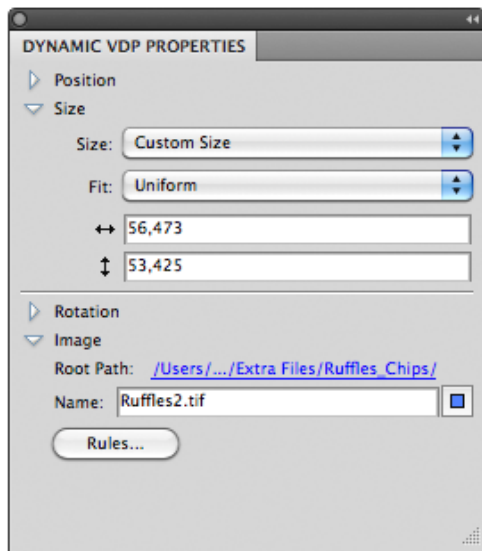 DYNAMIC VDP PROPERTIES
Position
Size
Size: Custom Size
Fit: Uniform
56,473
53,425
Rotation
Image
Root Path: /Users/.../Extra Files/Ruffles_Chips/
Name: Ruffles2.tif
Rules...